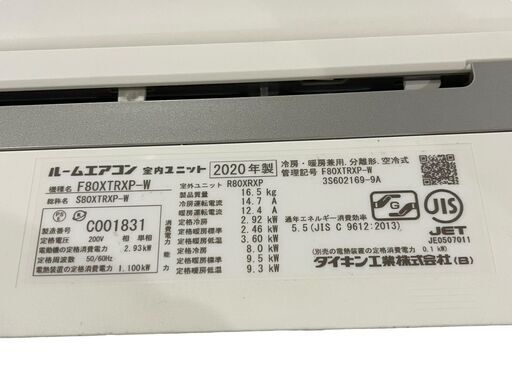 ルームエアコン 室内ユニット 2020年製
冷房・暖房兼用.分離形.空冷式
機種名 F80XTRXP-W
室外ユニット R80XRXP
管理記号 F80XTRXP-W
総称名 S80XTRXP-W
3S602169-9A
製品質量 16.5 kg
冷房運転電流 14.7 A
暖房運転電流 12.4 A
製造番号 C001831
定格電圧 200V 相 単相
電動機の定格消費電力 2.93kW
定格周波数 50/60Hz
電熱装置の定格消費電力 1.100kW
消費電力
定格冷房 2.92 kW
定格暖房標準 2.46 kW
定格暖房低温 3.60 kW
能力
定格冷房 8.0 kW
定格暖房標準 9.5 kW
定格暖房低温 9.3 kW
通年エネルギー消費効率
5.5(JIS C 9612:2013)
JIS
JET
JE0507011
(別売の電熱装置の定格消費電力 0.1 kW)
ダイキン工業株式会社(B)